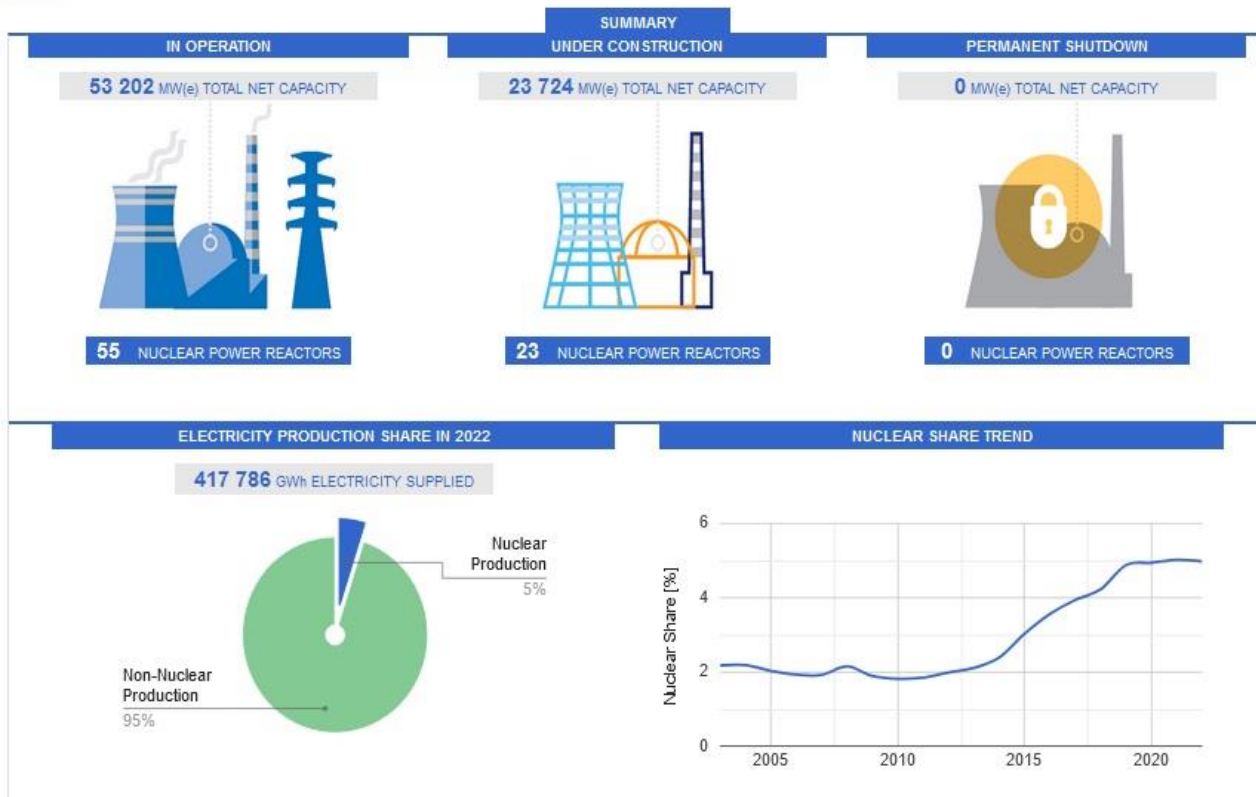 SUMMARY
IN OPERATION
53 202 MW(e) TOTAL NET CAPACITY
55 NUCLEAR POWER REACTORS
UNDER CONSTRUCTION
23 724 MW(e) TOTAL NET CAPACITY
23 NUCLEAR POWER REACTORS
PERMANENT SHUTDOWN
0 MW(e) TOTAL NET CAPACITY
0 NUCLEAR POWER REACTORS
ELECTRICITY PRODUCTION SHARE IN 2022
417 786 GWh ELECTRICITY SUPPLIED
Nuclear
Production
5%
Non-Nuclear
Production
95%
NUCLEAR SHARE TREND
Nuclear Share [%]
6
4
2
0
2005
2010
2015
2020